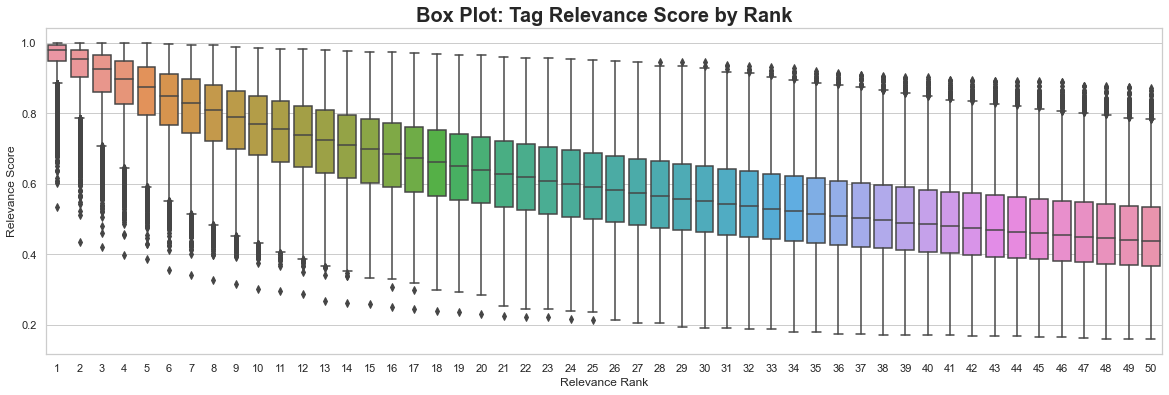 Box Plot: Tag Relevance Score by Rank
1.0
0.8
0.6
0.4
0.2
Relevance Score
1 2 3 4 5 6 7 8 9 10 11 12 13 14 15 16 17 18 19 20 21 22 23 24 25 26 27 28 29 30 31 32 33 34 35 36 37 38 39 40 41 42 43 44 45 46 47 48 49 50
Relevance Rank